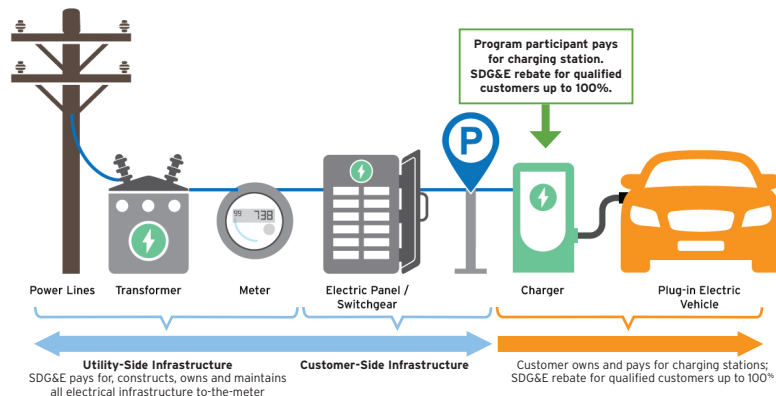 Program participant pays
for charging station.
SDG&E rebate for qualified
customers up to 100%.
P
99 738
Power Lines
Transformer
Meter
Electric Panel /
Switchgear
Charger
Plug-in Electric
Vehicle
Utility-Side Infrastructure
SDG&E pays for, constructs, owns and maintains
all electrical infrastructure to-the-meter
Customer-Side Infrastructure
Customer owns and pays for charging stations;
SDG&E rebate for qualified customers up to 100%